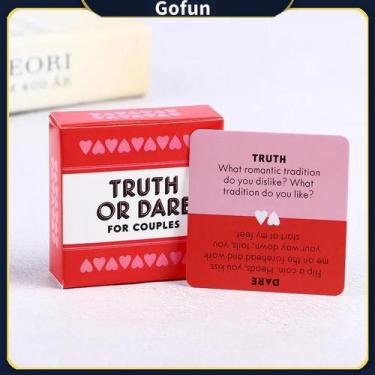 Gofun
EORI
TRUTH
OR DARE
FOR COUPLES
TRUTH
What romantic tradition
do you dislike? What
tradition do you like?
DARE
Flip a coin. Heads, you kiss
me on the forehead and work
your way down; tails you
start at my feet